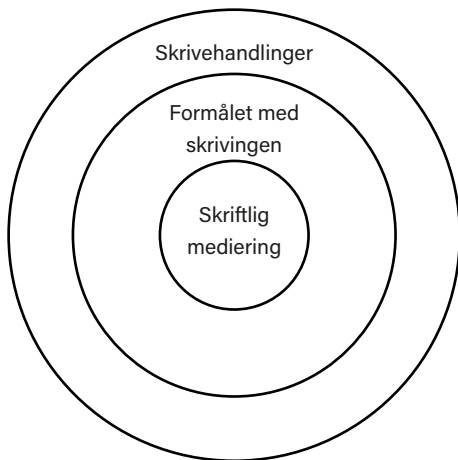 Skrivehandlinger
Formålet med
skrivingen
Skriftlig
mediering